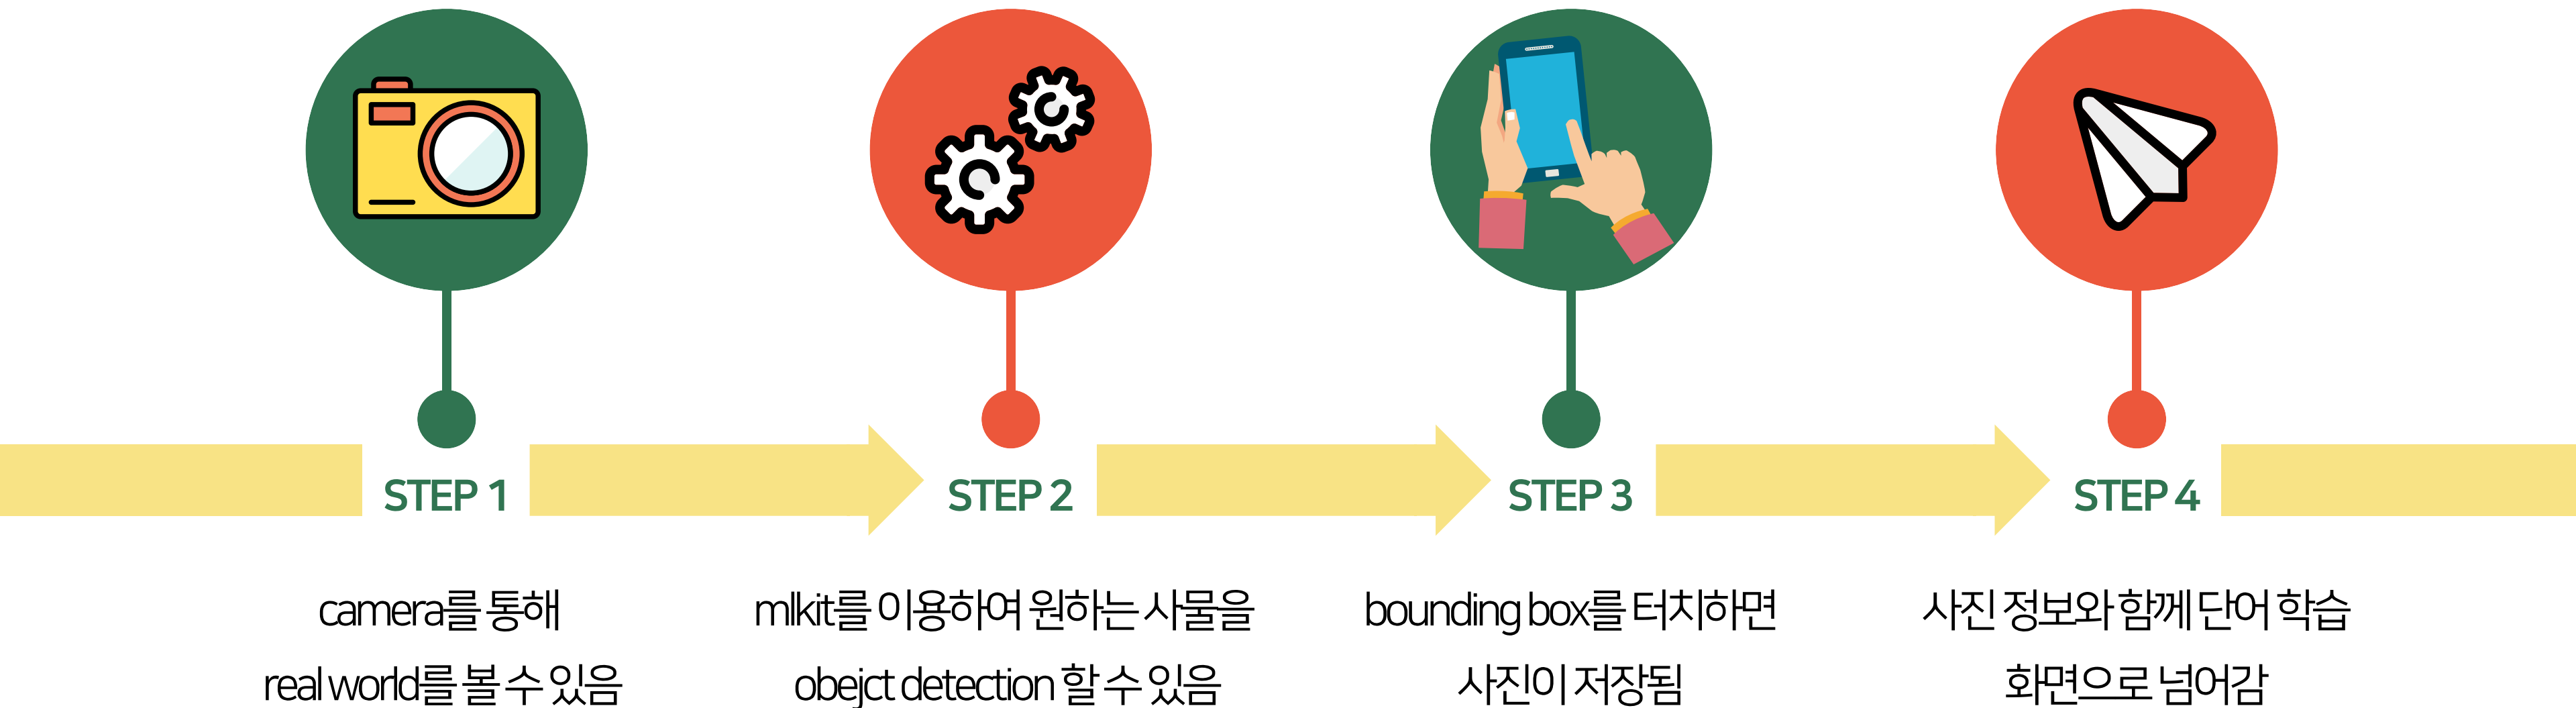 STEP 1
camera를 통해
real world를 볼 수 있음
STEP 2
mlkit를 이용하여 원하는 사물을
obejct detection 할 수 있음
STEP 3
bounding box를 터치하면
사진이 저장됨
STEP 4
사진 정보와 함께 단어 학습
화면으로 넘어감